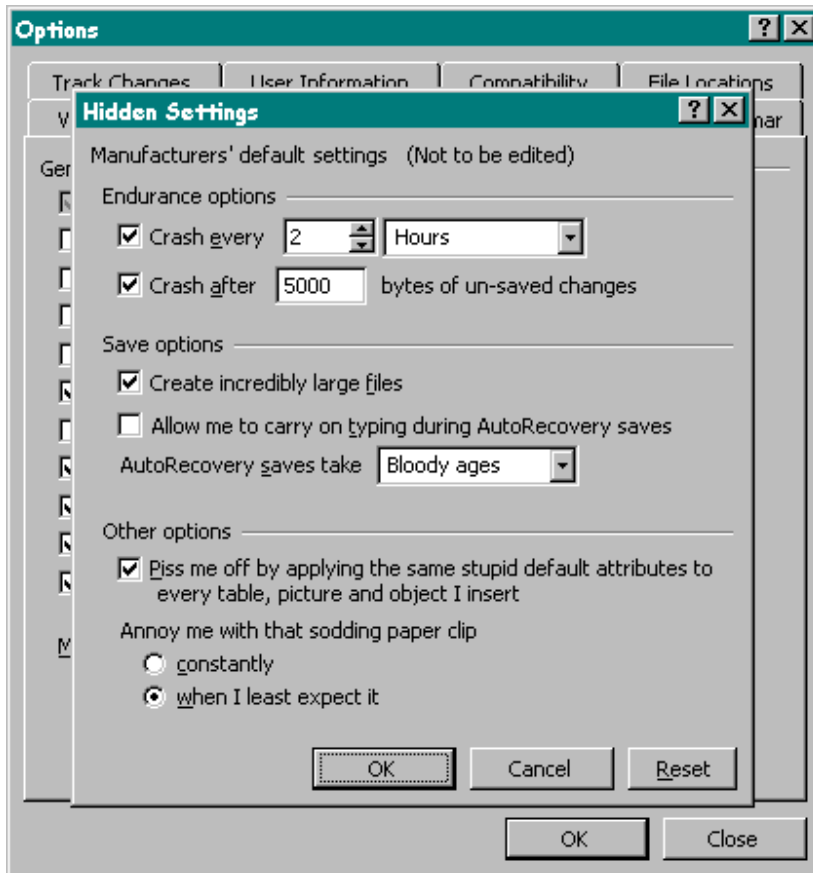 Options
Track Changes User Information Compatibility File Locations
Hidden Settings
Manufacturers' default settings (Not to be edited)
Endurance options
Crash every 2 Hours
Crash after 5000 bytes of un-saved changes
Save options
Create incredibly large files
Allow me to carry on typing during AutoRecovery saves
AutoRecovery saves take Bloody ages
Other options
Piss me off by applying the same stupid default attributes to
every table, picture and object I insert
Annoy me with that sodding paper clip
constantly
when I least expect it
OK Cancel Reset
OK Close